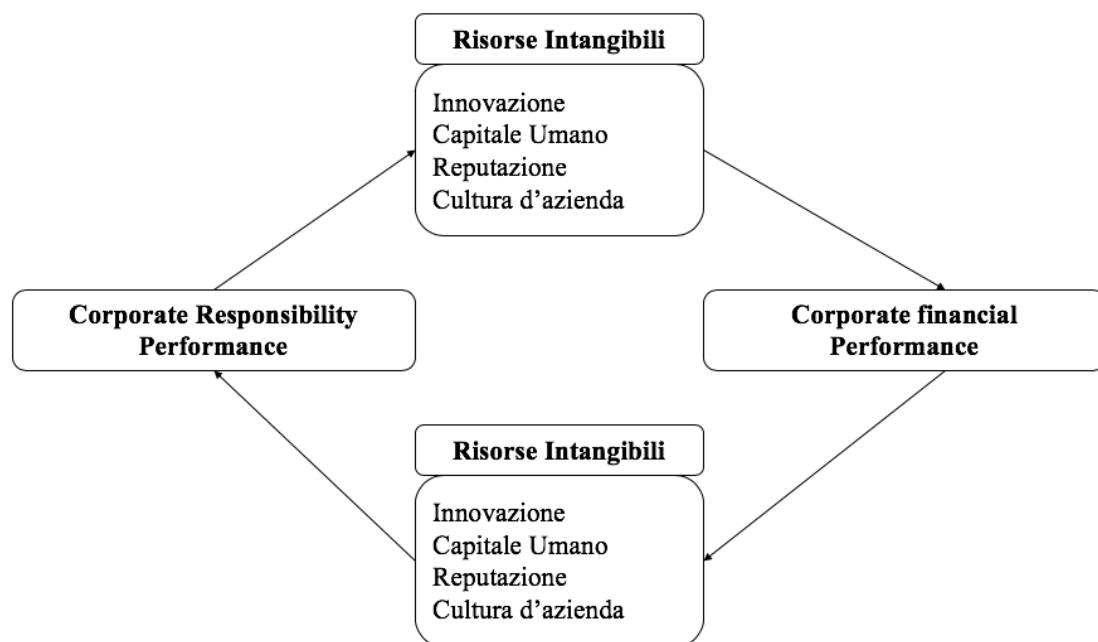 Risorse Intangibili
Innovazione
Capitale Umano
Reputazione
Cultura d’azienda
Corporate Responsibility
Performance
Corporate financial
Performance
Risorse Intangibili
Innovazione
Capitale Umano
Reputazione
Cultura d’azienda